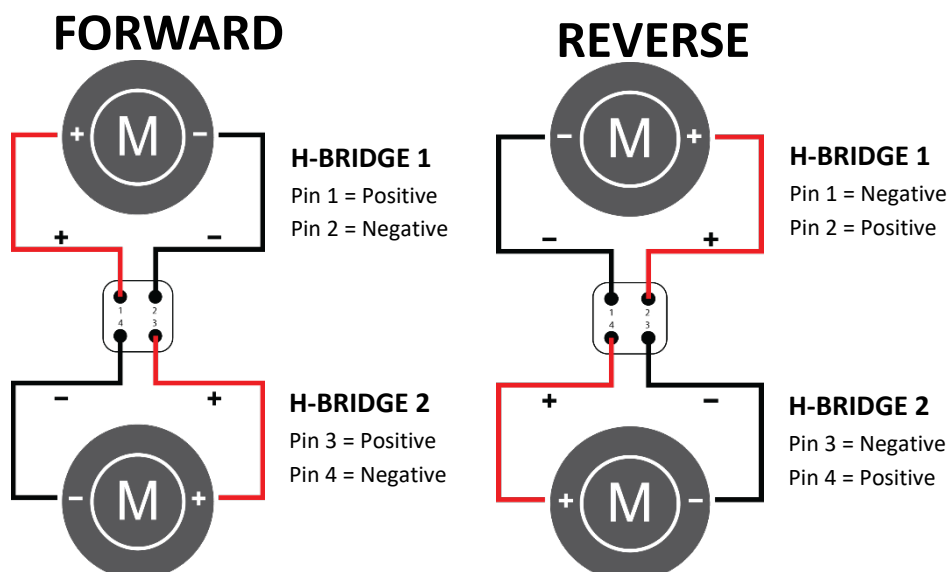 FORWARD
+ M -
H-BRIDGE 1
Pin 1 = Positive
Pin 2 = Negative
+ -
1 2
4 3
- +
H-BRIDGE 2
Pin 3 = Positive
Pin 4 = Negative
- M +
REVERSE
- M +
H-BRIDGE 1
Pin 1 = Negative
Pin 2 = Positive
- +
1 2
4 3
+ -
H-BRIDGE 2
Pin 3 = Negative
Pin 4 = Positive
+ M -